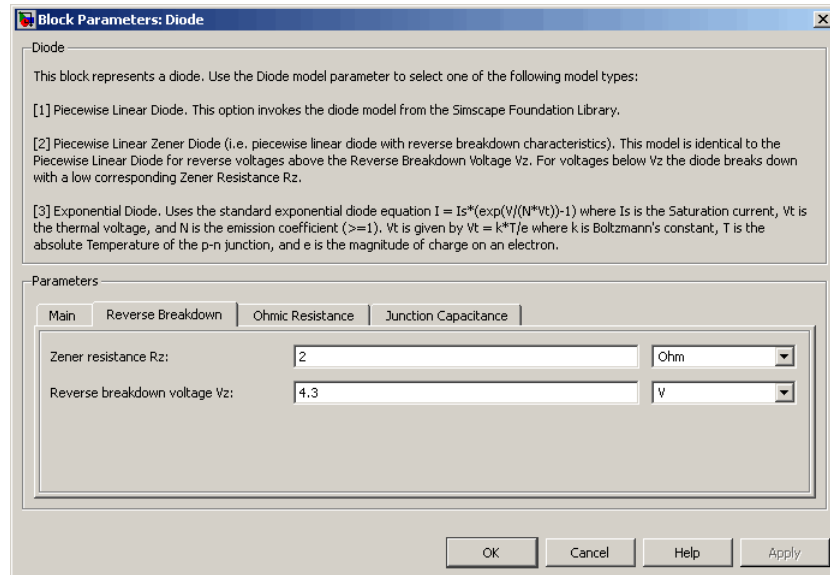 Block Parameters: Diode
Diode
This block represents a diode. Use the Diode model parameter to select one of the following model types:
[1] Piecewise Linear Diode. This option invokes the diode model from the Simscape Foundation Library.
[2] Piecewise Linear Zener Diode (i.e. piecewise linear diode with reverse breakdown characteristics). This model is identical to the
Piecewise Linear Diode for reverse voltages above the Reverse Breakdown Voltage Vz. For voltages below Vz the diode breaks down
with a low corresponding Zener Resistance Rz.
[3] Exponential Diode. Uses the standard exponential diode equation I = Is*(exp(V/(N*Vt))-1) where Is is the Saturation current, Vt is
the thermal voltage, and N is the emission coefficient (>=1). Vt is given by Vt = k*T/e where k is Boltzmann's constant, T is the
absolute Temperature of the p-n junction, and e is the magnitude of charge on an electron.
Parameters
Main Reverse Breakdown Ohmic Resistance Junction Capacitance
Zener resistance Rz: 2 Ohm
Reverse breakdown voltage Vz: 4.3 V
OK Cancel Help Apply